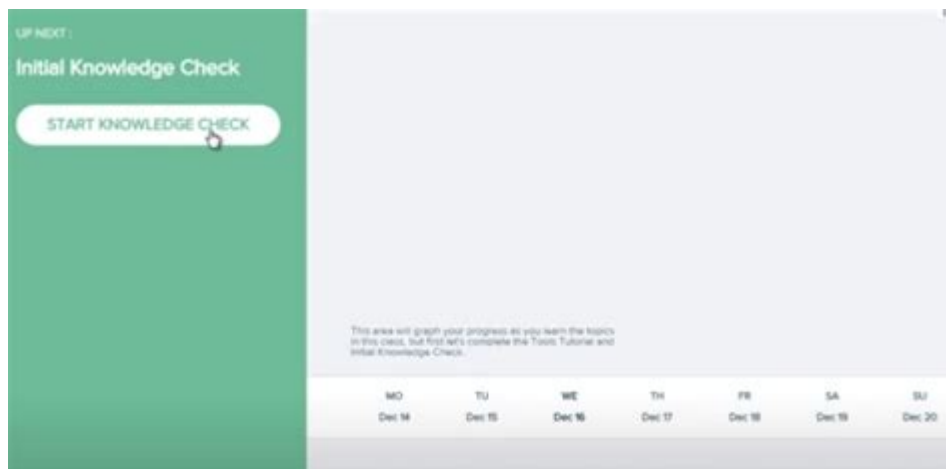 UP NEXT :
Initial Knowledge Check
START KNOWLEDGE CHECK
This area will graph your progress as you learn the topics
in this class, but first let's complete the Tools Tutorial and
Initial Knowledge Check.
MO TU WE TH FR SA SU
Dec 14 Dec 15 Dec 16 Dec 17 Dec 18 Dec 19 Dec 20